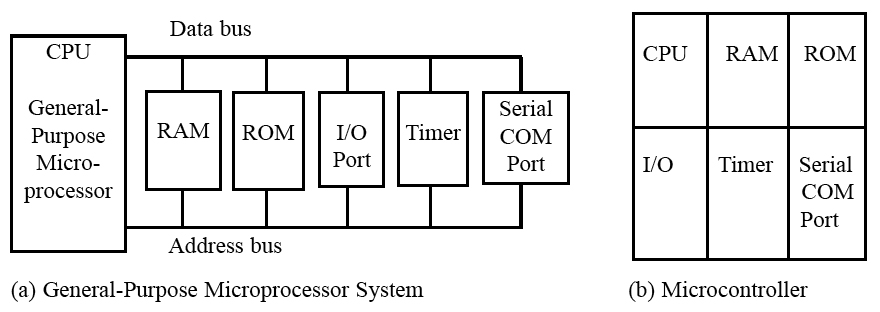 Data bus
CPU
General-
Purpose
Micro-
processor
RAM
ROM
I/O
Port
Timer
Serial
COM
Port
Address bus
(a) General-Purpose Microprocessor System
CPU
RAM
ROM
I/O
Timer
Serial
COM
Port
(b) Microcontroller